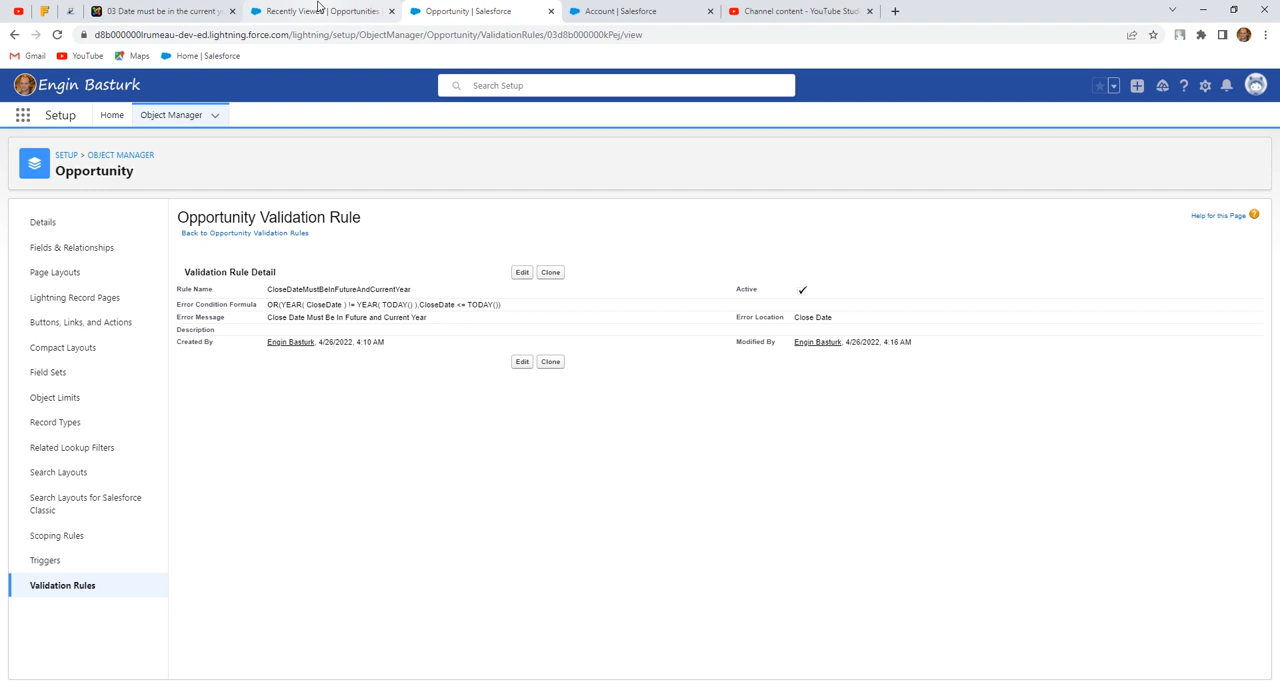 03 Date must be in the current y
Recently Viewed | Opportunities
Opportunity | Salesforce
Account | Salesforce
Channel content - YouTube Stud
d8b000000lrumeau-dev-ed.lightning.force.com/lightning/setup/ObjectManager/Opportunity/ValidationRules/03d8b000000kPej/view
Gmail
YouTube
Maps
Home | Salesforce
Engin Basturk
Search Setup
Setup
Home
Object Manager
SETUP > OBJECT MANAGER
Opportunity
Details
Fields & Relationships
Page Layouts
Lightning Record Pages
Buttons, Links, and Actions
Compact Layouts
Field Sets
Object Limits
Record Types
Related Lookup Filters
Search Layouts
Search Layouts for Salesforce
Classic
Scoping Rules
Triggers
Validation Rules
Opportunity Validation Rule
Back to Opportunity Validation Rules
Help for this Page
Validation Rule Detail
Edit
Clone
Rule Name CloseDateMustBeInFutureAndCurrentYear
Active
Error Condition Formula OR(YEAR( CloseDate ) != YEAR( TODAY() ),CloseDate <= TODAY())
Error Message Close Date Must Be In Future and Current Year
Error Location Close Date
Description
Created By Engin Basturk, 4/26/2022, 4:10 AM
Modified By Engin Basturk, 4/26/2022, 4:16 AM
Edit
Clone